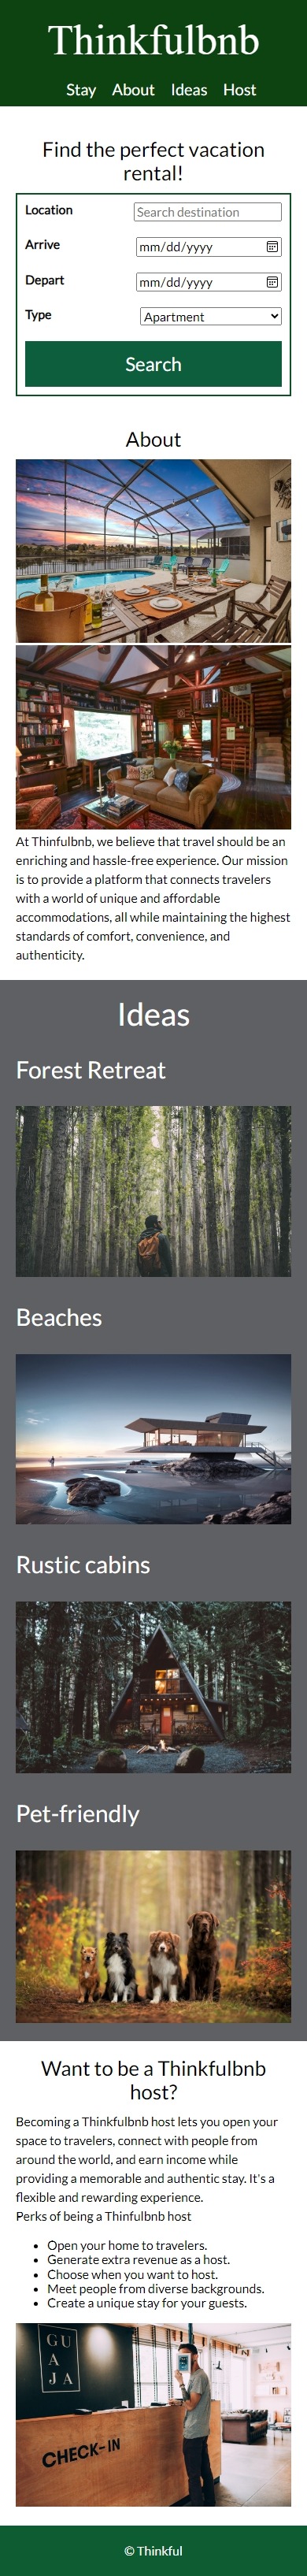 Thinkfulbnb
Stay About Ideas Host
Find the perfect vacation
rental!
Location Search destination
Arrive mm/dd/yyyy
Depart mm/dd/yyyy
Type Apartment
Search
About
At Thinfulbnb, we believe that travel should be an
enriching and hassle-free experience. Our mission
is to provide a platform that connects travelers
with a world of unique and affordable
accommodations, all while maintaining the highest
standards of comfort, convenience, and
authenticity.
Ideas
Forest Retreat
Beaches
Rustic cabins
Pet-friendly
Want to be a Thinkfulbnb
host?
Becoming a Thinkfulbnb host lets you open your
space to travelers, connect with people from
around the world, and earn income while
providing a memorable and authentic stay. It's a
flexible and rewarding experience.
Perks of being a Thinfulbnb host
• Open your home to travelers.
• Generate extra revenue as a host.
• Choose when you want to host.
• Meet people from diverse backgrounds.
• Create a unique stay for your guests.
GU
A
JA
CHECK-IN
© Thinkful